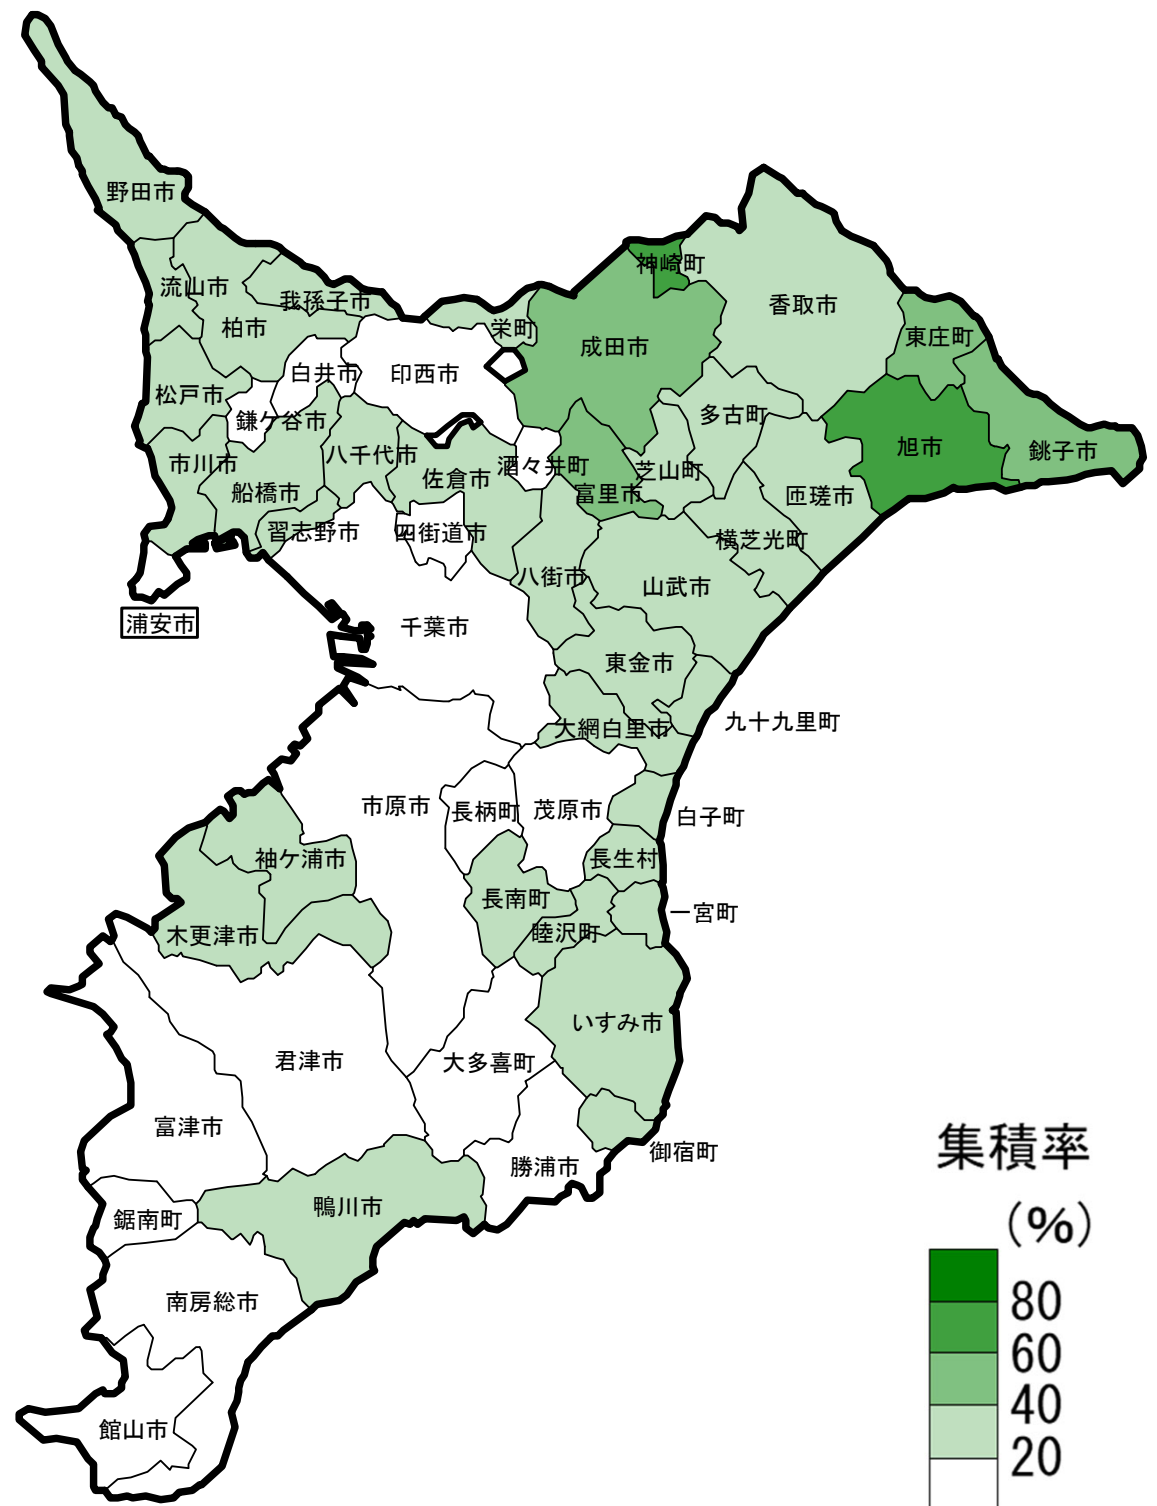 野田市
流山市
我孫子市
柏市
神崎町
香取市
栄町
成田市
東庄町
白井市
印西市
松戸市
鎌ケ谷市
多古町
旭市
銚子市
市川市
船橋市
八千代市
佐倉市
酒々井町
富里市
芝山町
匝瑳市
習志野市
四街道市
横芝光町
八街市
山武市
浦安市
千葉市
東金市
大網白里市
九十九里町
市原市
長柄町
茂原市
白子町
袖ケ浦市
長生村
長南町
一宮町
木更津市
睦沢町
いすみ市
君津市
大多喜町
富津市
勝浦市
御宿町
鋸南町
鴨川市
南房総市
館山市
集積率
(%)
80
60
40
20